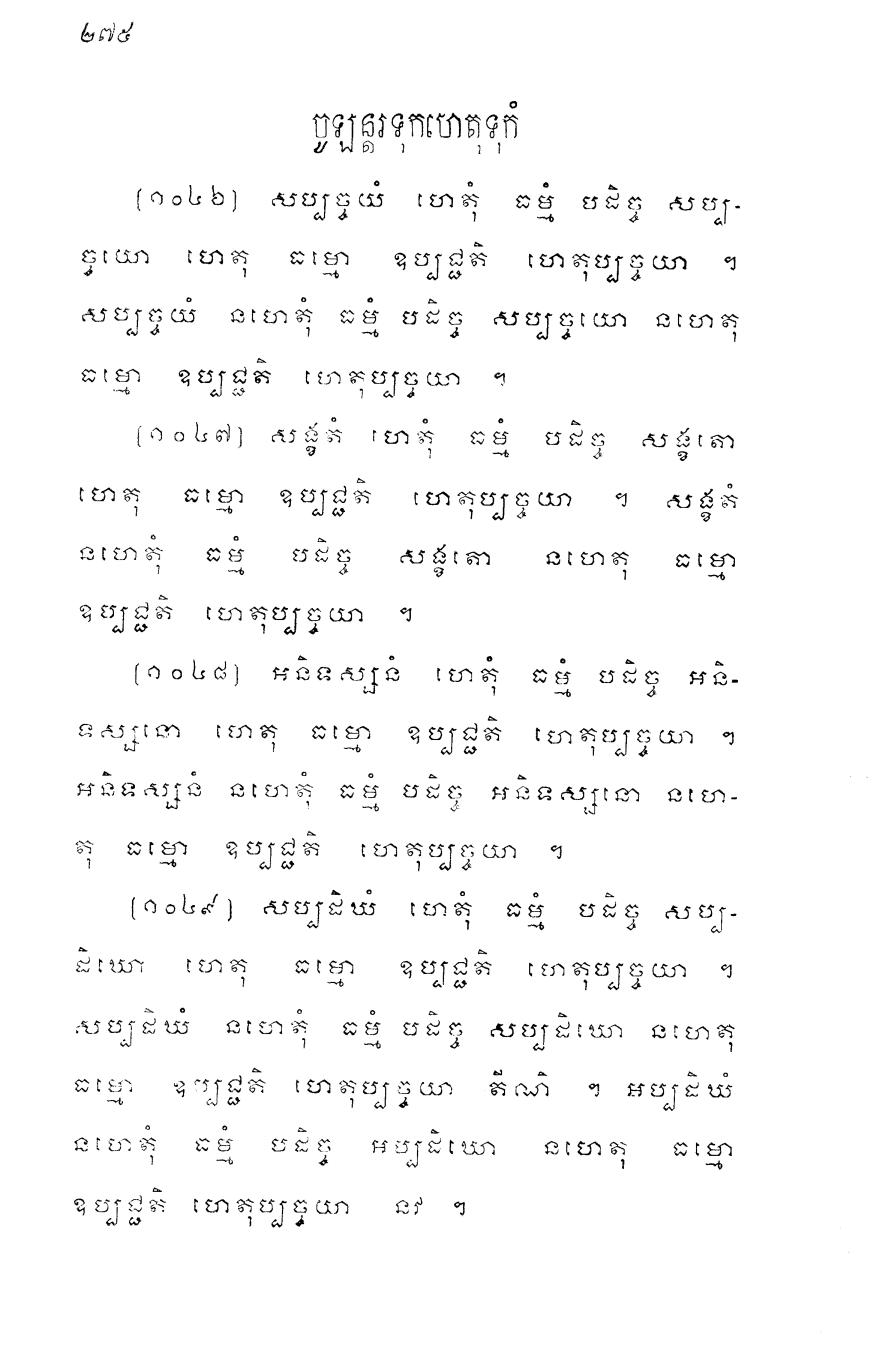 ២៧៥
ចូឡន្តរទុកហេតុទុកំ
(១០៤៦) សប្បច្ចយំ ហេតុំ ធម្មំ បដិច្ច សប្ប-
ច្ចយោ ហេតុ ធម្មោ ឧប្បជ្ជតិ ហេតុប្បច្ចយា ។
សប្បច្ចយំ នហេតុំ ធម្មំ បដិច្ច សប្បច្ចយោ នហេតុ
ធម្មោ ឧប្បជ្ជតិ ហេតុប្បច្ចយា ។
(១០៤៧) សង្ខតំ ហេតុំ ធម្មំ បដិច្ច សង្ខតោ
ហេតុ ធម្មោ ឧប្បជ្ជតិ ហេតុប្បច្ចយា ។ សង្ខតំ
នហេតុំ ធម្មំ បដិច្ច សង្ខតោ នហេតុ ធម្មោ
ឧប្បជ្ជតិ ហេតុប្បច្ចយា ។
(១០៤៨) អនិទស្សនំ ហេតុំ ធម្មំ បដិច្ច អនិ-
ទស្សនោ ហេតុ ធម្មោ ឧប្បជ្ជតិ ហេតុប្បច្ចយា ។
អនិទស្សនំ នហេតុំ ធម្មំ បដិច្ច អនិទស្សនោ នហេ-
តុ ធម្មោ ឧប្បជ្ជតិ ហេតុប្បច្ចយា ។
(១០៤៩) សប្បដិឃំ ហេតុំ ធម្មំ បដិច្ច សប្ប-
ដិឃោ ហេតុ ធម្មោ ឧប្បជ្ជតិ ហេតុប្បច្ចយា ។
សប្បដិឃំ នហេតុំ ធម្មំ បដិច្ច សប្បដិឃោ នហេតុ
ធម្មោ ឧប្បជ្ជតិ ហេតុប្បច្ចយា តីណិ ។ អប្បដិឃំ
នហេតុំ ធម្មំ បដិច្ច អប្បដិឃោ នហេតុ ធម្មោ
ឧប្បជ្ជតិ ហេតុប្បច្ចយា នវ ។